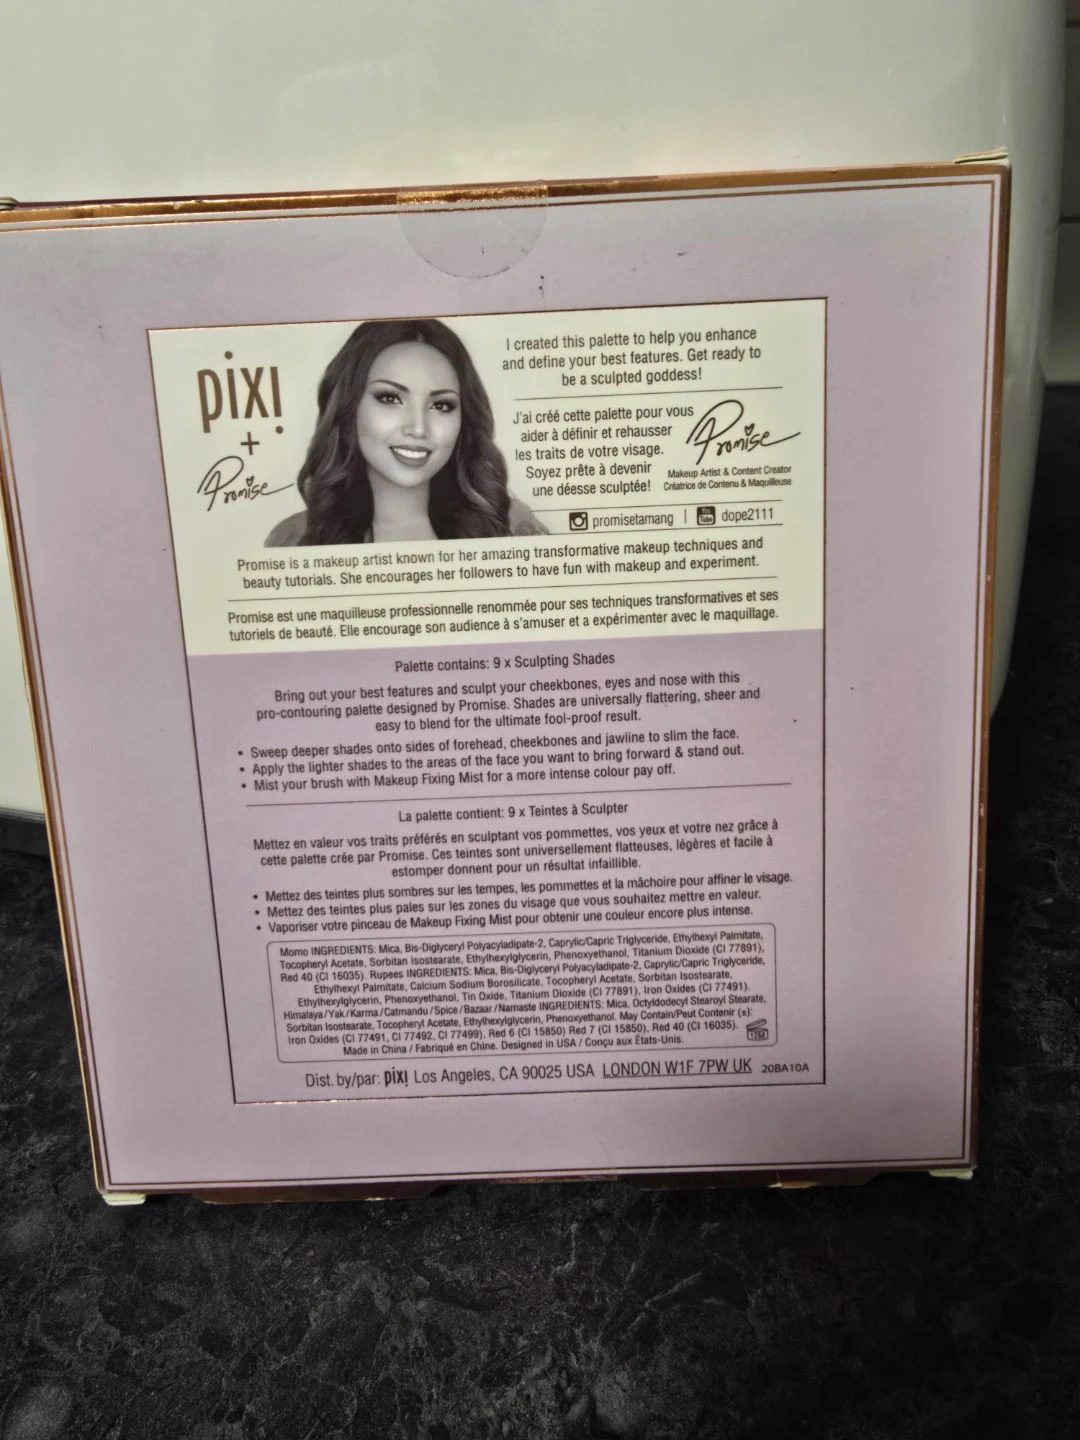 pixi
+
Promise
I created this palette to help you enhance
and define your best features. Get ready to
be a sculpted goddess!
J'ai créé cette palette pour vous
aider à définir et rehausser
les traits de votre visage.
Soyez prête à devenir
une déesse sculptée!
Promise
Makeup Artist & Content Creator
Créatrice de Contenu & Maquilleuse
promisetamang | You Tube dope2111
Promise is a makeup artist known for her amazing transformative makeup techniques and
beauty tutorials. She encourages her followers to have fun with makeup and experiment.
Promise est une maquilleuse professionnelle renommée pour ses techniques transformatives et ses
tutoriels de beauté. Elle encourage son audience à s'amuser et a expérimenter avec le maquillage.
Palette contains: 9 x Sculpting Shades
Bring out your best features and sculpt your cheekbones, eyes and nose with this
pro-contouring palette designed by Promise. Shades are universally flattering, sheer and
easy to blend for the ultimate fool-proof result.
• Sweep deeper shades onto sides of forehead, cheekbones and jawline to slim the face.
• Apply the lighter shades to the areas of the face you want to bring forward & stand out.
• Mist your brush with Makeup Fixing Mist for a more intense colour pay off.
La palette contient: 9 x Teintes à Sculpter
Mettez en valeur vos traits préférés en sculptant vos pommettes, vos yeux et votre nez grâce à
cette palette crée par Promise. Ces teintes sont universellement flatteuses, légères et facile à
estomper donnent pour un résultat infaillible.
• Mettez des teintes plus sombres sur les tempes, les pommettes et la mâchoire pour affiner le visage.
• Mettez des teintes plus pales sur les zones du visage que vous souhaitez mettre en valeur.
• Vaporiser votre pinceau de Makeup Fixing Mist pour obtenir une couleur encore plus intense.
Momo INGREDIENTS: Mica, Bis-Diglyceryl Polyacyladipate-2, Caprylic/Capric Triglyceride, Ethylhexyl Palmitate,
Tocopheryl Acetate, Sorbitan Isostearate, Ethylhexylglycerin, Phenoxyethanol, Titanium Dioxide (CI 77891),
Red 40 (CI 16035). Rupees INGREDIENTS: Mica, Bis-Diglyceryl Polyacyladipate-2, Caprylic/Capric Triglyceride,
Ethylhexyl Palmitate, Calcium Sodium Borosilicate, Tocopheryl Acetate, Sorbitan Isostearate,
Ethylhexylglycerin, Phenoxyethanol, Tin Oxide, Titanium Dioxide (CI 77891), Iron Oxides (CI 77491).
Himalaya/Yak/Karma/Catmandu/Spice/Bazaar/Namaste INGREDIENTS: Mica, Octyldodecyl Stearoyl Stearate,
Sorbitan Isostearate, Tocopheryl Acetate, Ethylhexylglycerin, Phenoxyethanol. May Contain/Peut Contenir (±):
Iron Oxides (CI 77491, CI 77492, CI 77499), Red 6 (CI 15850) Red 7 (CI 15850), Red 40 (CI 16035).
Made in China / Fabriqué en Chine. Designed in USA / Conçu aux États-Unis.
12M
Dist. by/par: pixi Los Angeles, CA 90025 USA LONDON W1F 7PW UK 20BA10A